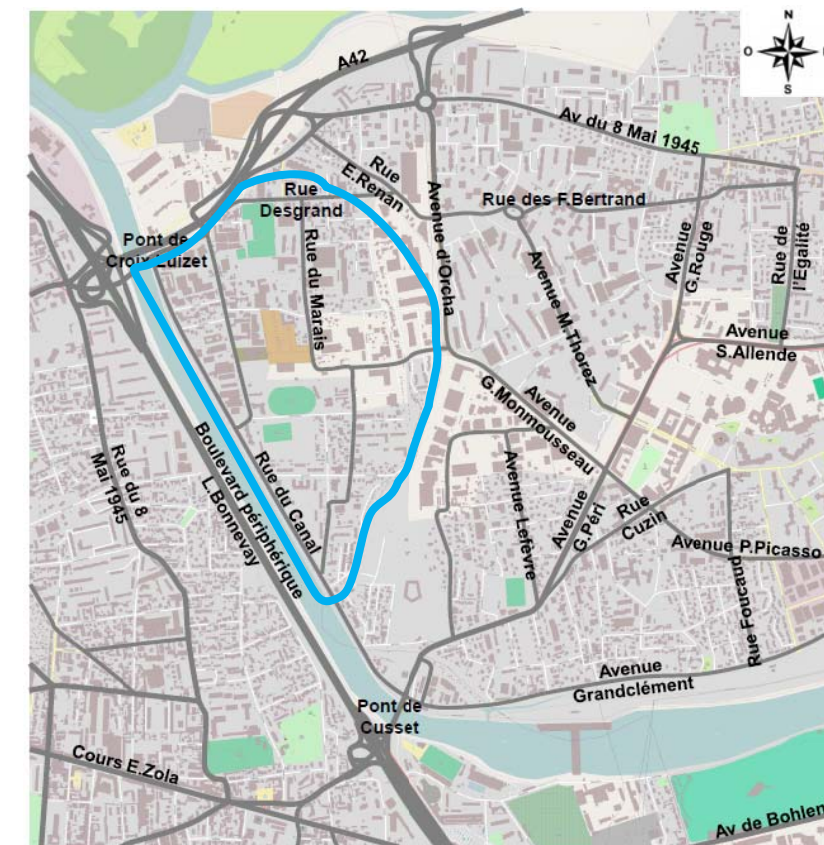 N
O
E
S
A42
Av du 8 Mai 1945
Rue
E.Renan
Rue
Desgrand
Avenue d'Orcha
Rue des F.Bertrand
Avenue
G.Rouge
Rue de
l'Egalité
Pont de
Croix Luizet
Rue du Marais
Avenue M.Thorez
Avenue
S.Allende
Avenue
G.Monmousseau
Rue du 8
Mai 1945
Boulevard périphérique
L. Bonnevay
Rue du Canal
Avenue Lefèvre
Avenue
G.Péri
Rue
Cuzin
Avenue P.Picasso
Rue Foucaud
Avenue
Grandclément
Pont de
Cusset
Cours E.Zola
Av de Bohlen